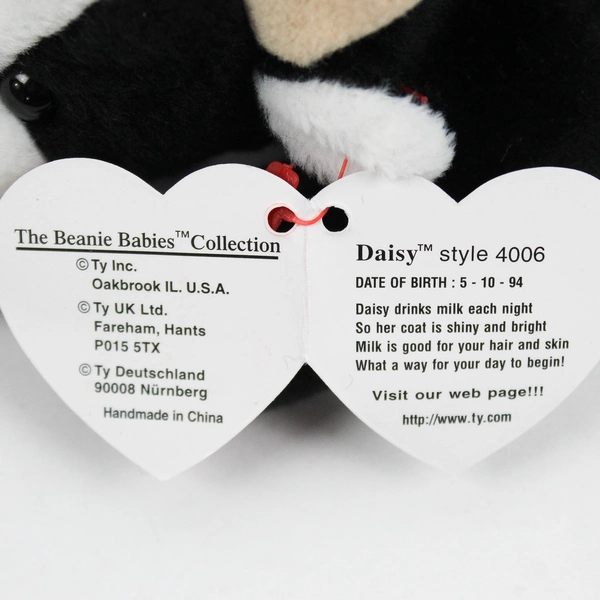 The Beanie Babies™Collection
©Ty Inc.
Oakbrook IL. U.S.A.
©Ty UK Ltd.
Fareham, Hants
P015 5TX
©Ty Deutschland
90008 Nürnberg
Handmade in China
Daisy™ style 4006
DATE OF BIRTH : 5 - 10 - 94
Daisy drinks milk each night
So her coat is shiny and bright
Milk is good for your hair and skin
What a way for your day to begin!
Visit our web page!!!
http://www.ty.com